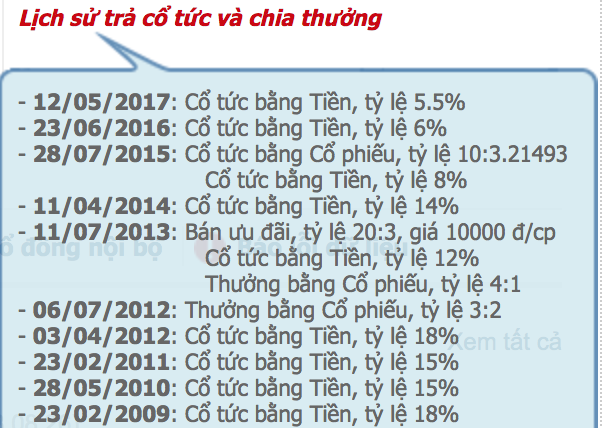 Lịch sử trả cổ tức và chia thưởng
- 12/05/2017: Cổ tức bằng Tiền, tỷ lệ 5.5%
- 23/06/2016: Cổ tức bằng Tiền, tỷ lệ 6%
- 28/07/2015: Cổ tức bằng Cổ phiếu, tỷ lệ 10:3.21493
Cổ tức bằng Tiền, tỷ lệ 8%
- 11/04/2014: Cổ tức bằng Tiền, tỷ lệ 14%
- 11/07/2013: Bán ưu đãi, tỷ lệ 20:3, giá 10000 đ/cp
ổ đông nội bộ
Cổ tức bằng Tiền, tỷ lệ 12%
Thưởng bằng Cổ phiếu, tỷ lệ 4:1
- 06/07/2012: Thưởng bằng Cổ phiếu, tỷ lệ 3:2
- 03/04/2012: Cổ tức bằng Tiền, tỷ lệ 18%
Xem tất cả
- 23/02/2011: Cổ tức bằng Tiền, tỷ lệ 15%
- 28/05/2010: Cổ tức bằng Tiền, tỷ lệ 15%
- 23/02/2009: Cổ tức bằng Tiền, tỷ lệ 18%